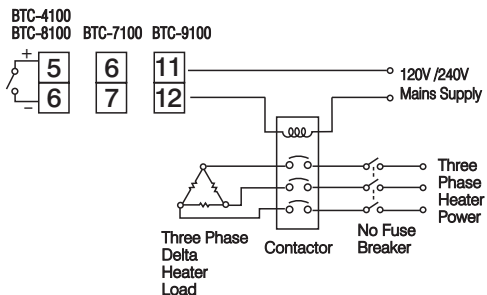 BTC-4100
BTC-8100 BTC-7100 BTC-9100
+ 5 6 11
- 6 7 12
120V /240V
Mains Supply
Three
Phase
Heater
Power
Three Phase
Delta
Heater
Load
Contactor
No Fuse
Breaker